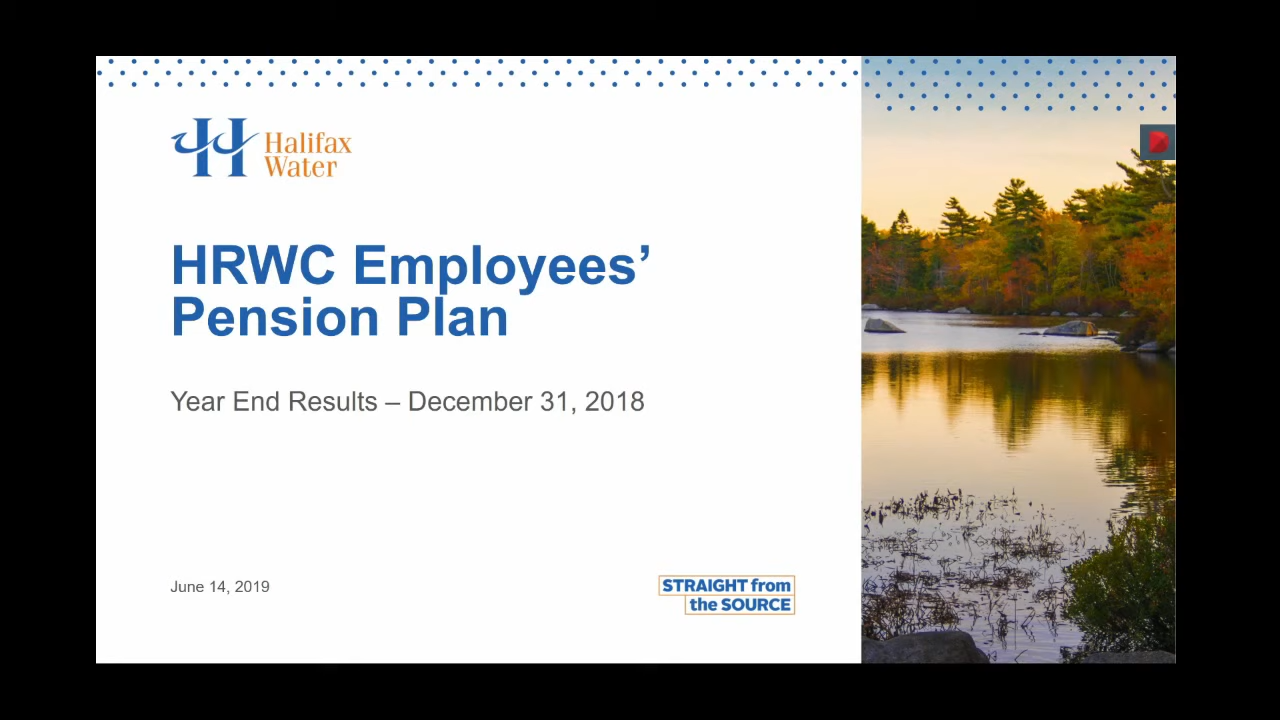 Halifax
Water
HRWC Employees’
Pension Plan
Year End Results – December 31, 2018
June 14, 2019
STRAIGHT from
the SOURCE